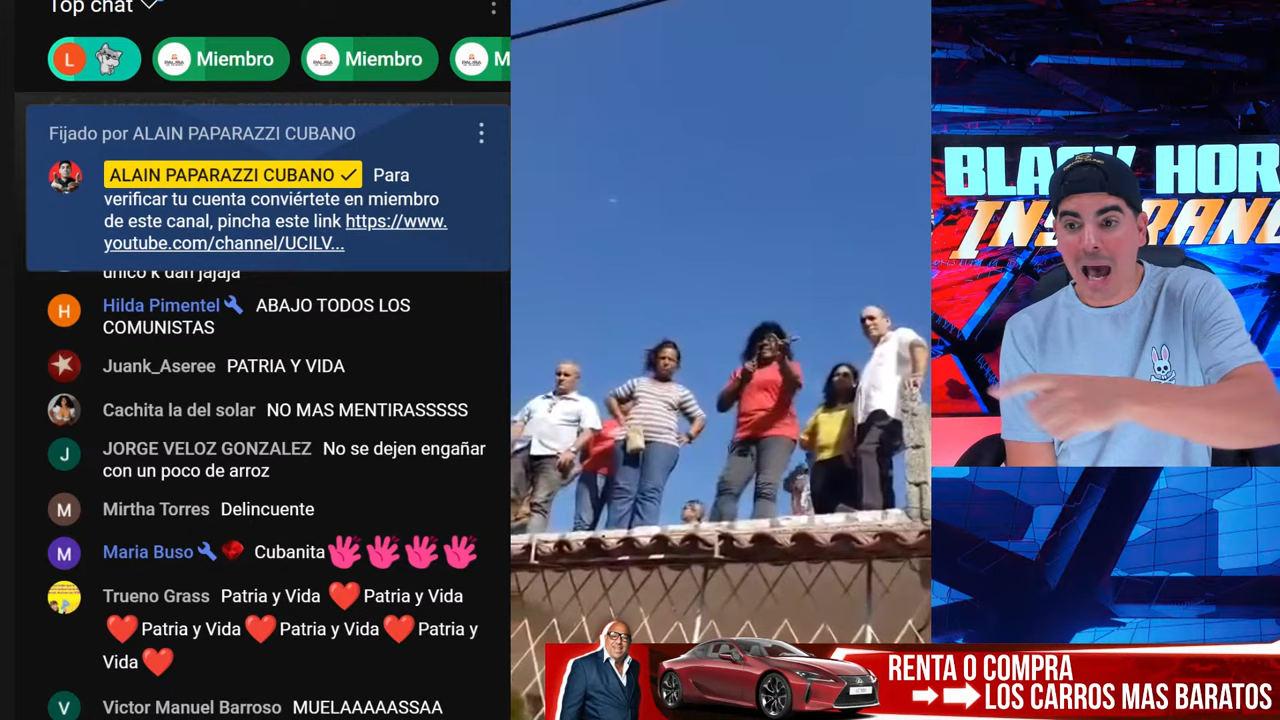 Top chat
L
Miembro
Miembro
M
Fijado por ALAIN PAPARAZZI CUBANO
ALAIN PAPARAZZI CUBANO Para
verificar tu cuenta conviértete en miembro
de este canal, pincha este link https://www.
youtube.com/channel/UCILV...
unico k dan jajaja
H
Hilda Pimentel ABAJO TODOS LOS
COMUNISTAS
Juank_Aseree PATRIA Y VIDA
Cachita la del solar NO MAS MENTIRASSSSS
J
JORGE VELOZ GONZALEZ No se dejen engañar
con un poco de arroz
M
Mirtha Torres Delincuente
M
Maria Buso Cubanita
Trueno Grass Patria y Vida ❤️ Patria y Vida
❤️ Patria y Vida ❤️ Patria y Vida ❤️ Patria y
Vida ❤️
V
Victor Manuel Barroso MUELAAAAASSAA
BLACK HOR
INS RANC
RENTA O COMPRA
LOS CARROS MAS BARATOS